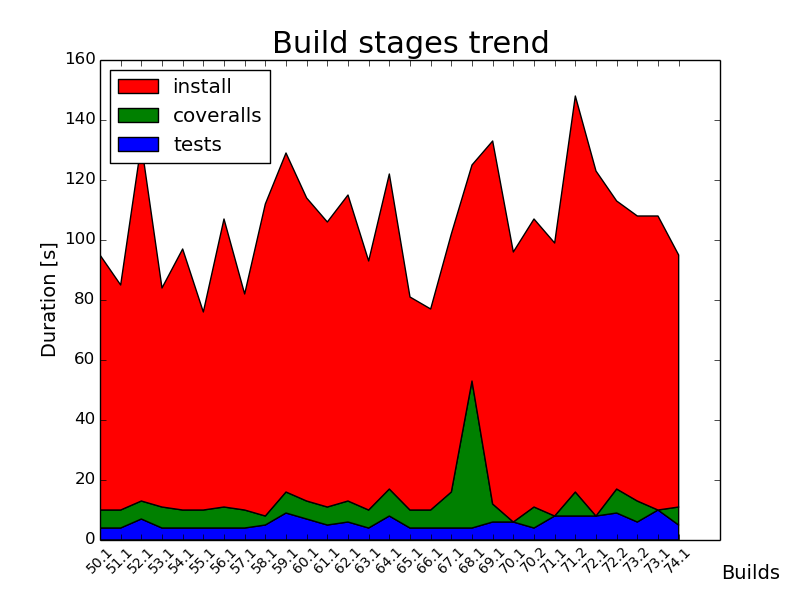 Build stages trend
install
coveralls
tests
160
140
120
100
80
60
40
20
0
Duration [s]
50.1 51.1 52.1 53.1 54.1 55.1 56.1 57.1 58.1 59.1 60.1 61.1 62.1 63.1 64.1 65.1 66.1 67.1 68.1 69.1 70.1 70.2 71.1 71.2 72.1 72.2 73.2 73.1 74.1
Builds